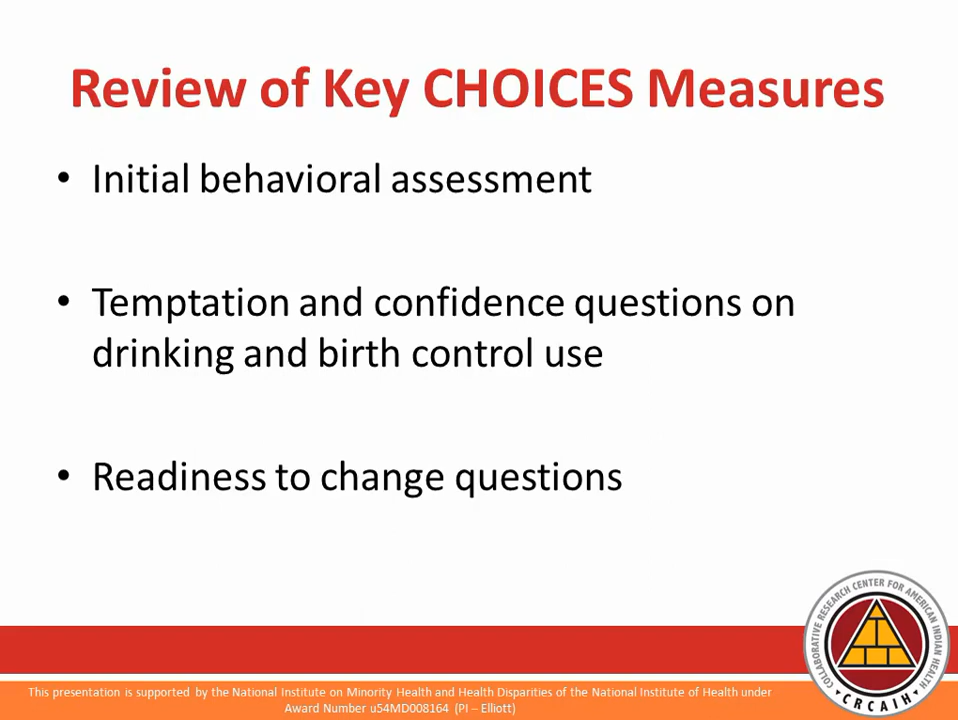 Review of Key CHOICES Measures
• Initial behavioral assessment
• Temptation and confidence questions on
drinking and birth control use
• Readiness to change questions
COLLABORATIVE RESEARCH CENTER FOR AMERICAN INDIAN HEALTH
CRCAIH
This presentation is supported by the National Institute on Minority Health and Health Disparities of the National Institute of Health under
Award Number u54MD008164 (PI – Elliott)